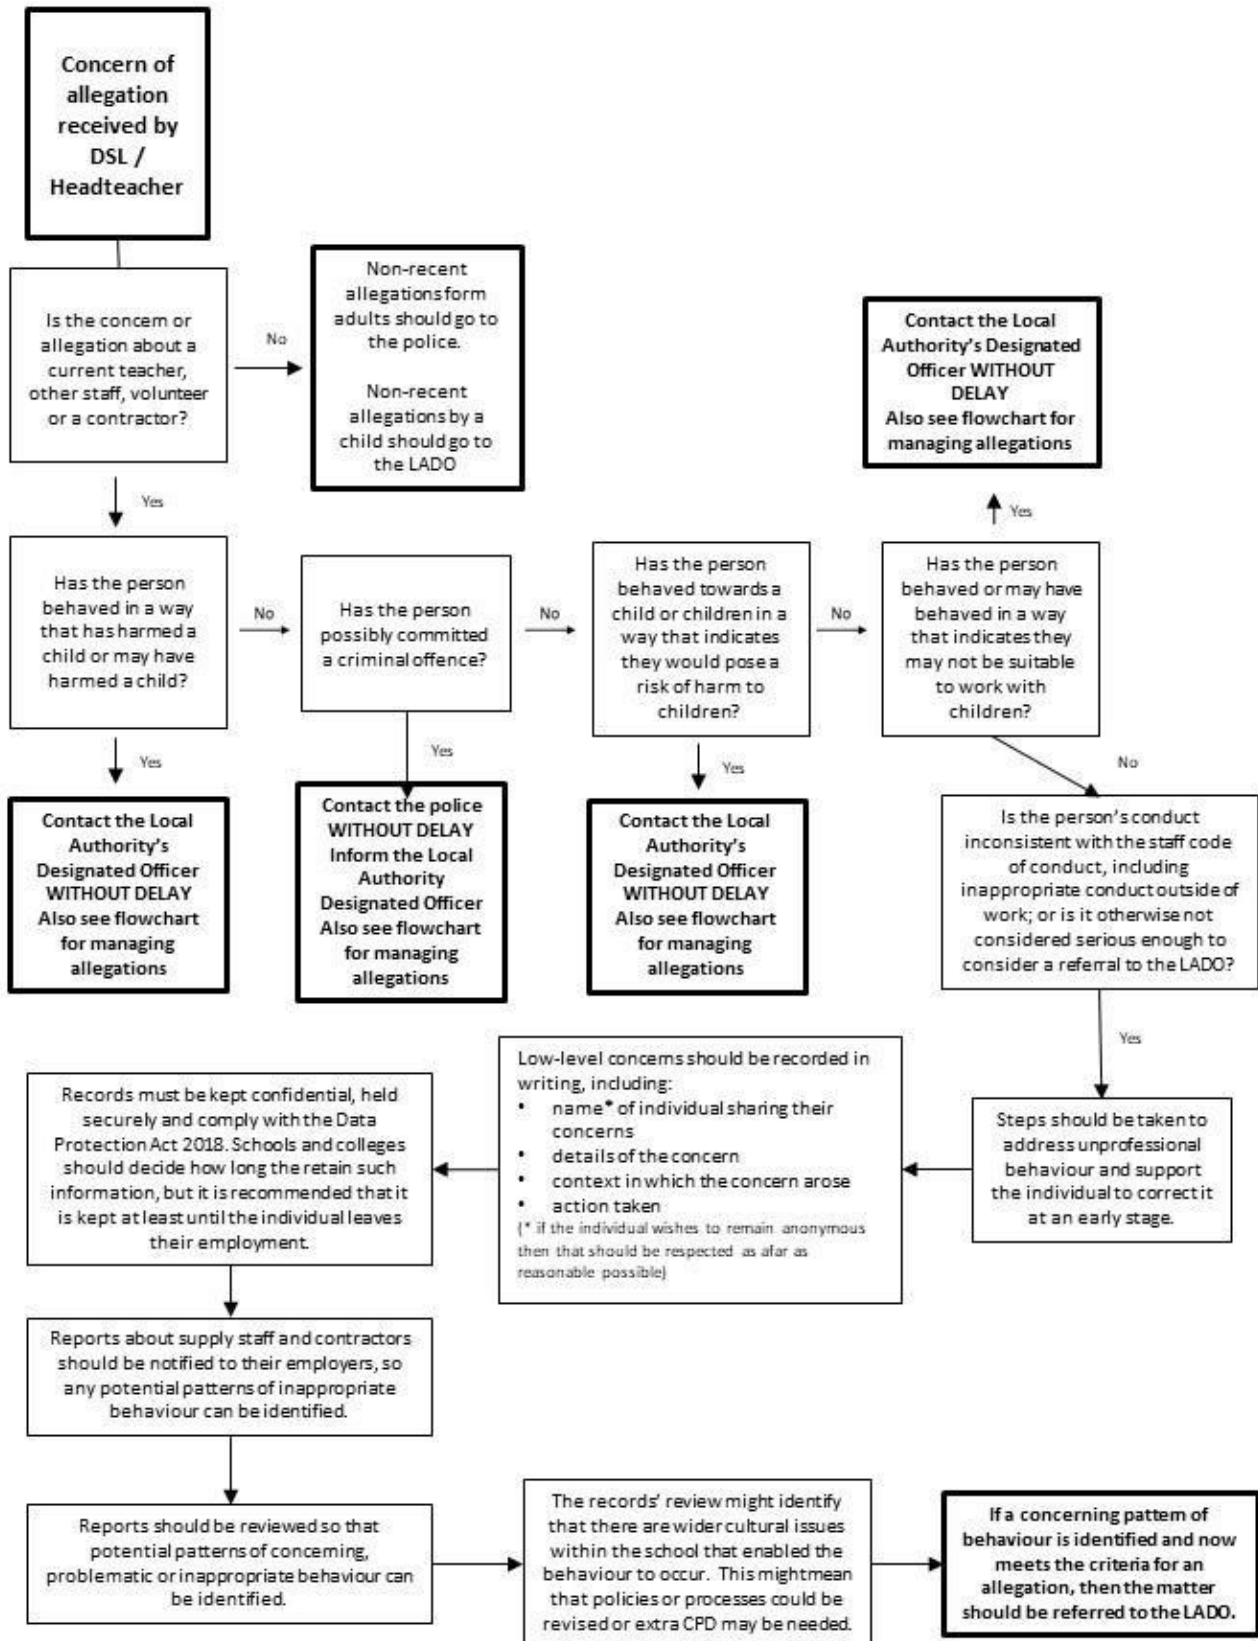 Concern of
allegation
received by
DSL /
Headteacher
Is the concern or
allegation about a
current teacher,
other staff, volunteer
or a contractor?
No
Non-recent
allegations form
adults should go to
the police.
Non-recent
allegations by a
child should go to
the LADO
Contact the Local
Authority's Designated
Officer WITHOUT
DELAY
Also see flowchart for
managing allegations
Yes
Yes
Has the person
behaved in a way
that has harmed a
child or may have
harmed a child?
No
Has the person
possibly committed
a criminal offence?
No
Has the person
behaved towards a
child or children in a
way that indicates
they would pose a
risk of harm to
children?
No
Has the person
behaved or may have
behaved in a way
that indicates they
may not be suitable
to work with
children?
Yes
Yes
Yes
No
Contact the Local
Authority's
Designated Officer
WITHOUT DELAY
Also see flowchart
for managing
allegations
Contact the police
WITHOUT DELAY
Inform the Local
Authority
Designated Officer
Also see flowchart
for managing
allegations
Contact the Local
Authority's
Designated Officer
WITHOUT DELAY
Also see flowchart
for managing
allegations
Is the person's conduct
inconsistent with the staff code
of conduct, including
inappropriate conduct outside of
work; or is it otherwise not
considered serious enough to
consider a referral to the LADO?
Yes
Steps should be taken to
address unprofessional
behaviour and support
the individual to correct it
at an early stage.
Low-level concerns should be recorded in
writing, including:
• name* of individual sharing their
concerns
• details of the concern
• context in which the concern arose
• action taken
(* if the individual wishes to remain anonymous
then that should be respected as afar as
reasonable possible)
Records must be kept confidential, held
securely and comply with the Data
Protection Act 2018. Schools and colleges
should decide how long the retain such
information, but it is recommended that it
is kept at least until the individual leaves
their employment.
Reports about supply staff and contractors
should be notified to their employers, so
any potential patterns of inappropriate
behaviour can be identified.
Reports should be reviewed so that
potential patterns of concerning,
problematic or inappropriate behaviour can
be identified.
The records' review might identify
that there are wider cultural issues
within the school that enabled the
behaviour to occur. This might mean
that policies or processes could be
revised or extra CPD may be needed.
If a concerning pattern of
behaviour is identified and now
meets the criteria for an
allegation, then the matter
should be referred to the LADO.